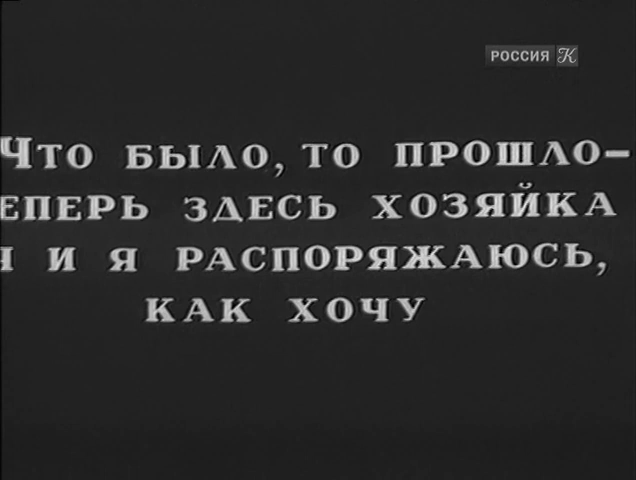 РОССИЯ К
Что было, то прошло–
еперь здесь хозяйка
я и я распоряжаюсь,
как хочу